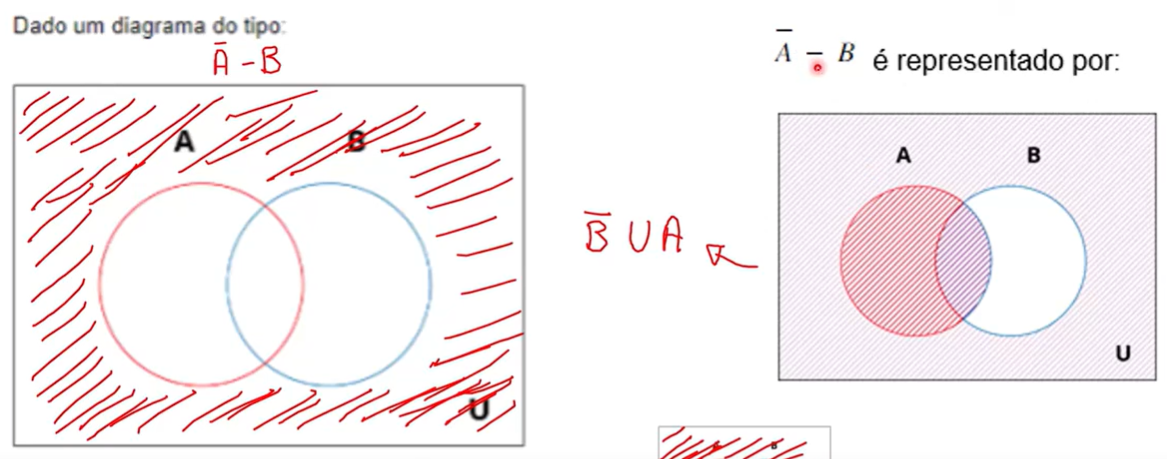 Dado um diagrama do tipo:
Ā - B
A B
U
Ā - B é representado por:
A B
U
B̄ ∪ A
B